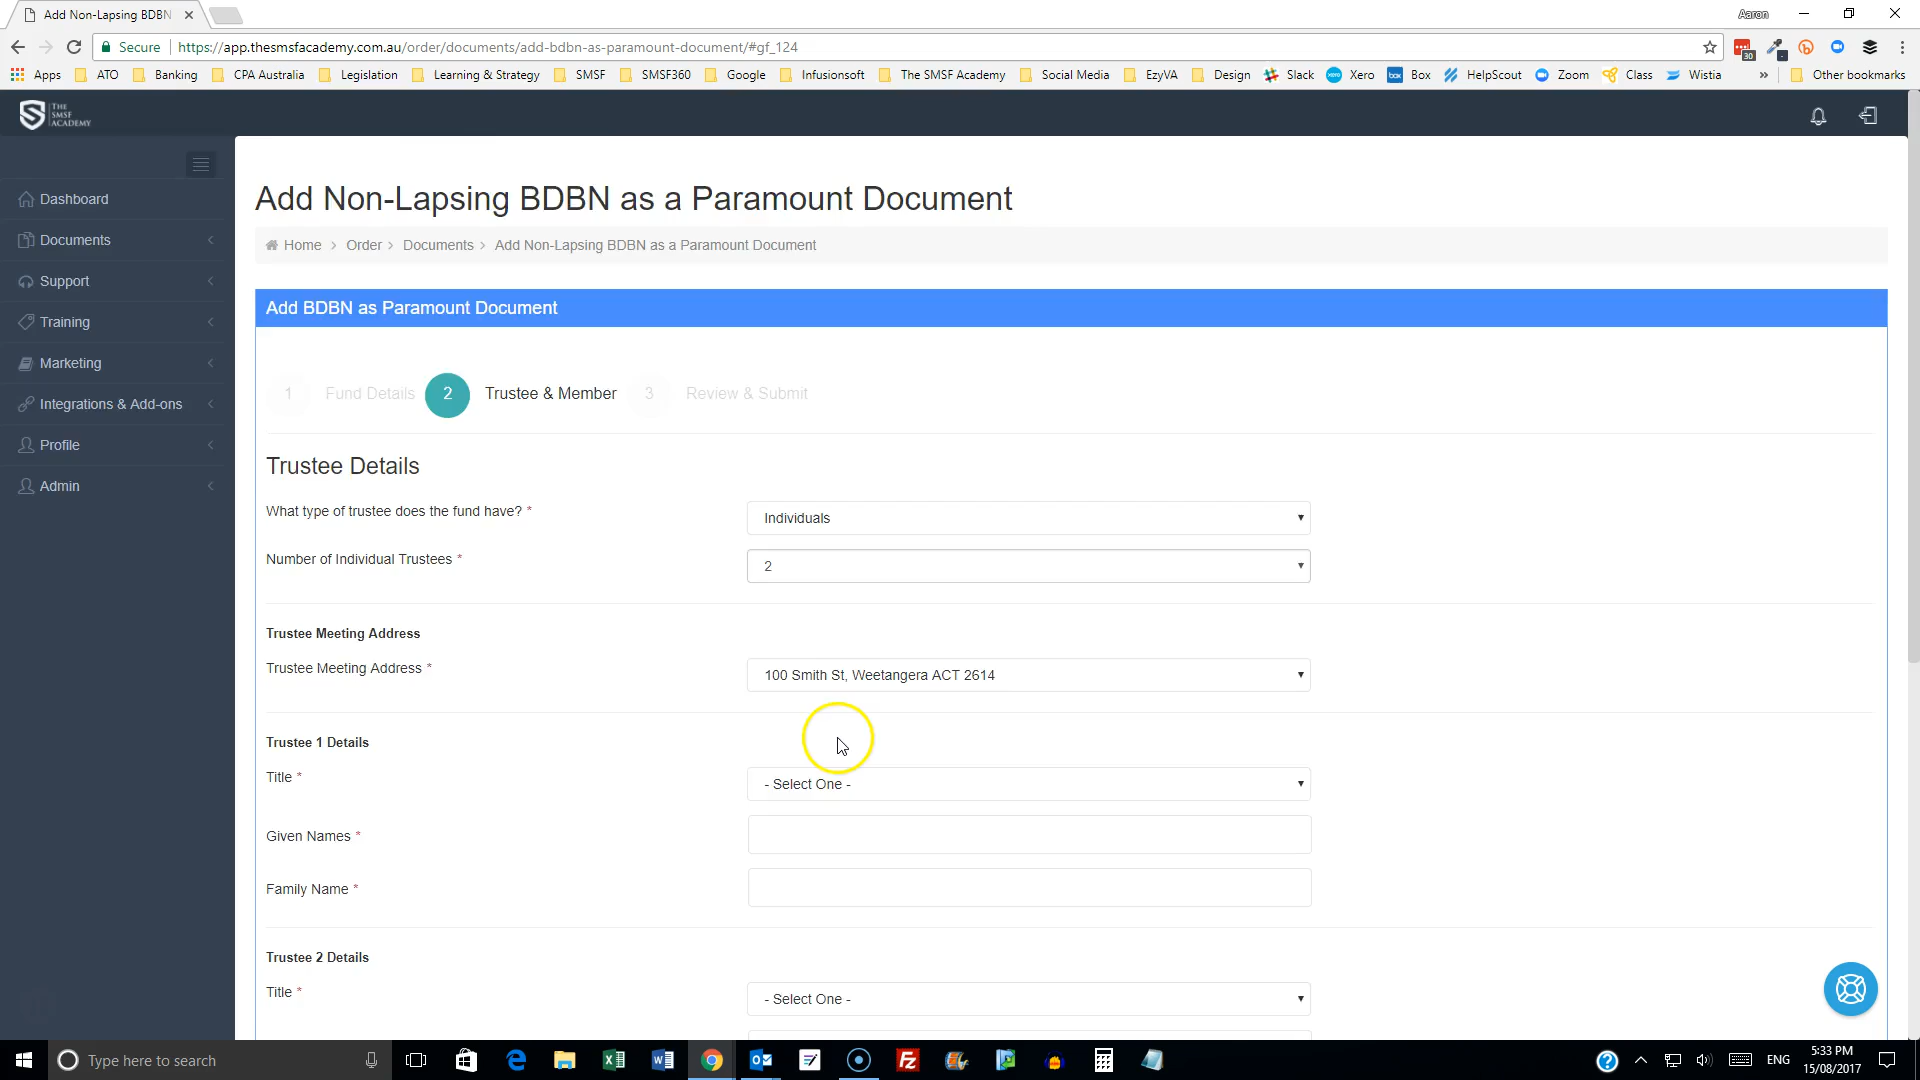 Add Non-Lapsing BDBN
Aaron
Secure
https://app.thesmsfacademy.com.au/order/documents/add-bdbn-as-paramount-document/#gf_124
30
Apps ATO Banking CPA Australia Legislation Learning & Strategy SMSF SMSF360 Google Infusionsoft The SMSF Academy Social Media EzyVA Design Slack Xero Box HelpScout Zoom Class Wistia » Other bookmarks
THE
SMSF
ACADEMY
Dashboard
Documents
Support
Training
Marketing
Integrations & Add-ons
Profile
Admin
Add Non-Lapsing BDBN as a Paramount Document
Home > Order > Documents > Add Non-Lapsing BDBN as a Paramount Document
Add BDBN as Paramount Document
1 Fund Details 2 Trustee & Member 3 Review & Submit
Trustee Details
What type of trustee does the fund have? * Individuals
Number of Individual Trustees * 2
Trustee Meeting Address
Trustee Meeting Address * 100 Smith St, Weetangera ACT 2614
Trustee 1 Details
Title * - Select One -
Given Names *
Family Name *
Trustee 2 Details
Title * - Select One -
Type here to search
ENG
5:33 PM
15/08/2017